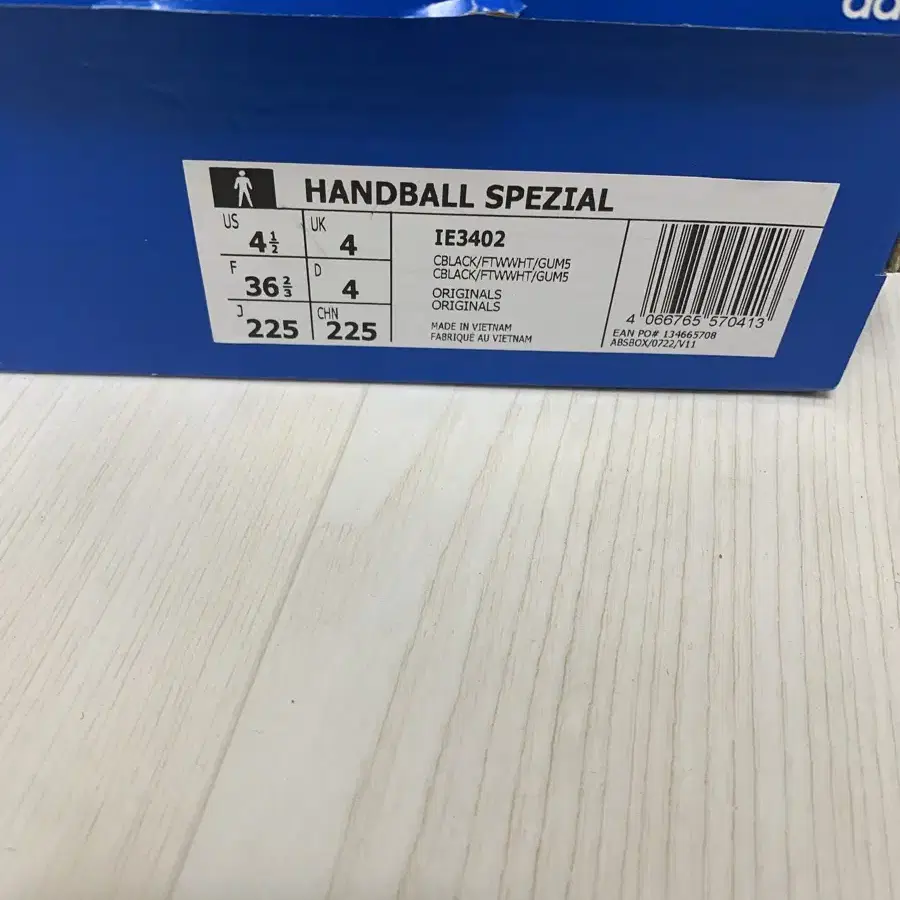 HANDBALL SPEZIAL
US 4½ UK 4
F 36⅔ D 4
J 225 CHN 225
IE3402
CBLACK/FTWWHT/GUM5
CBLACK/FTWWHT/GUM5
ORIGINALS
ORIGINALS
MADE IN VIETNAM
FABRIQUE AU VIETNAM
4 066765 570413
EAN PO# 134665708
ABSBOX/0722/V11